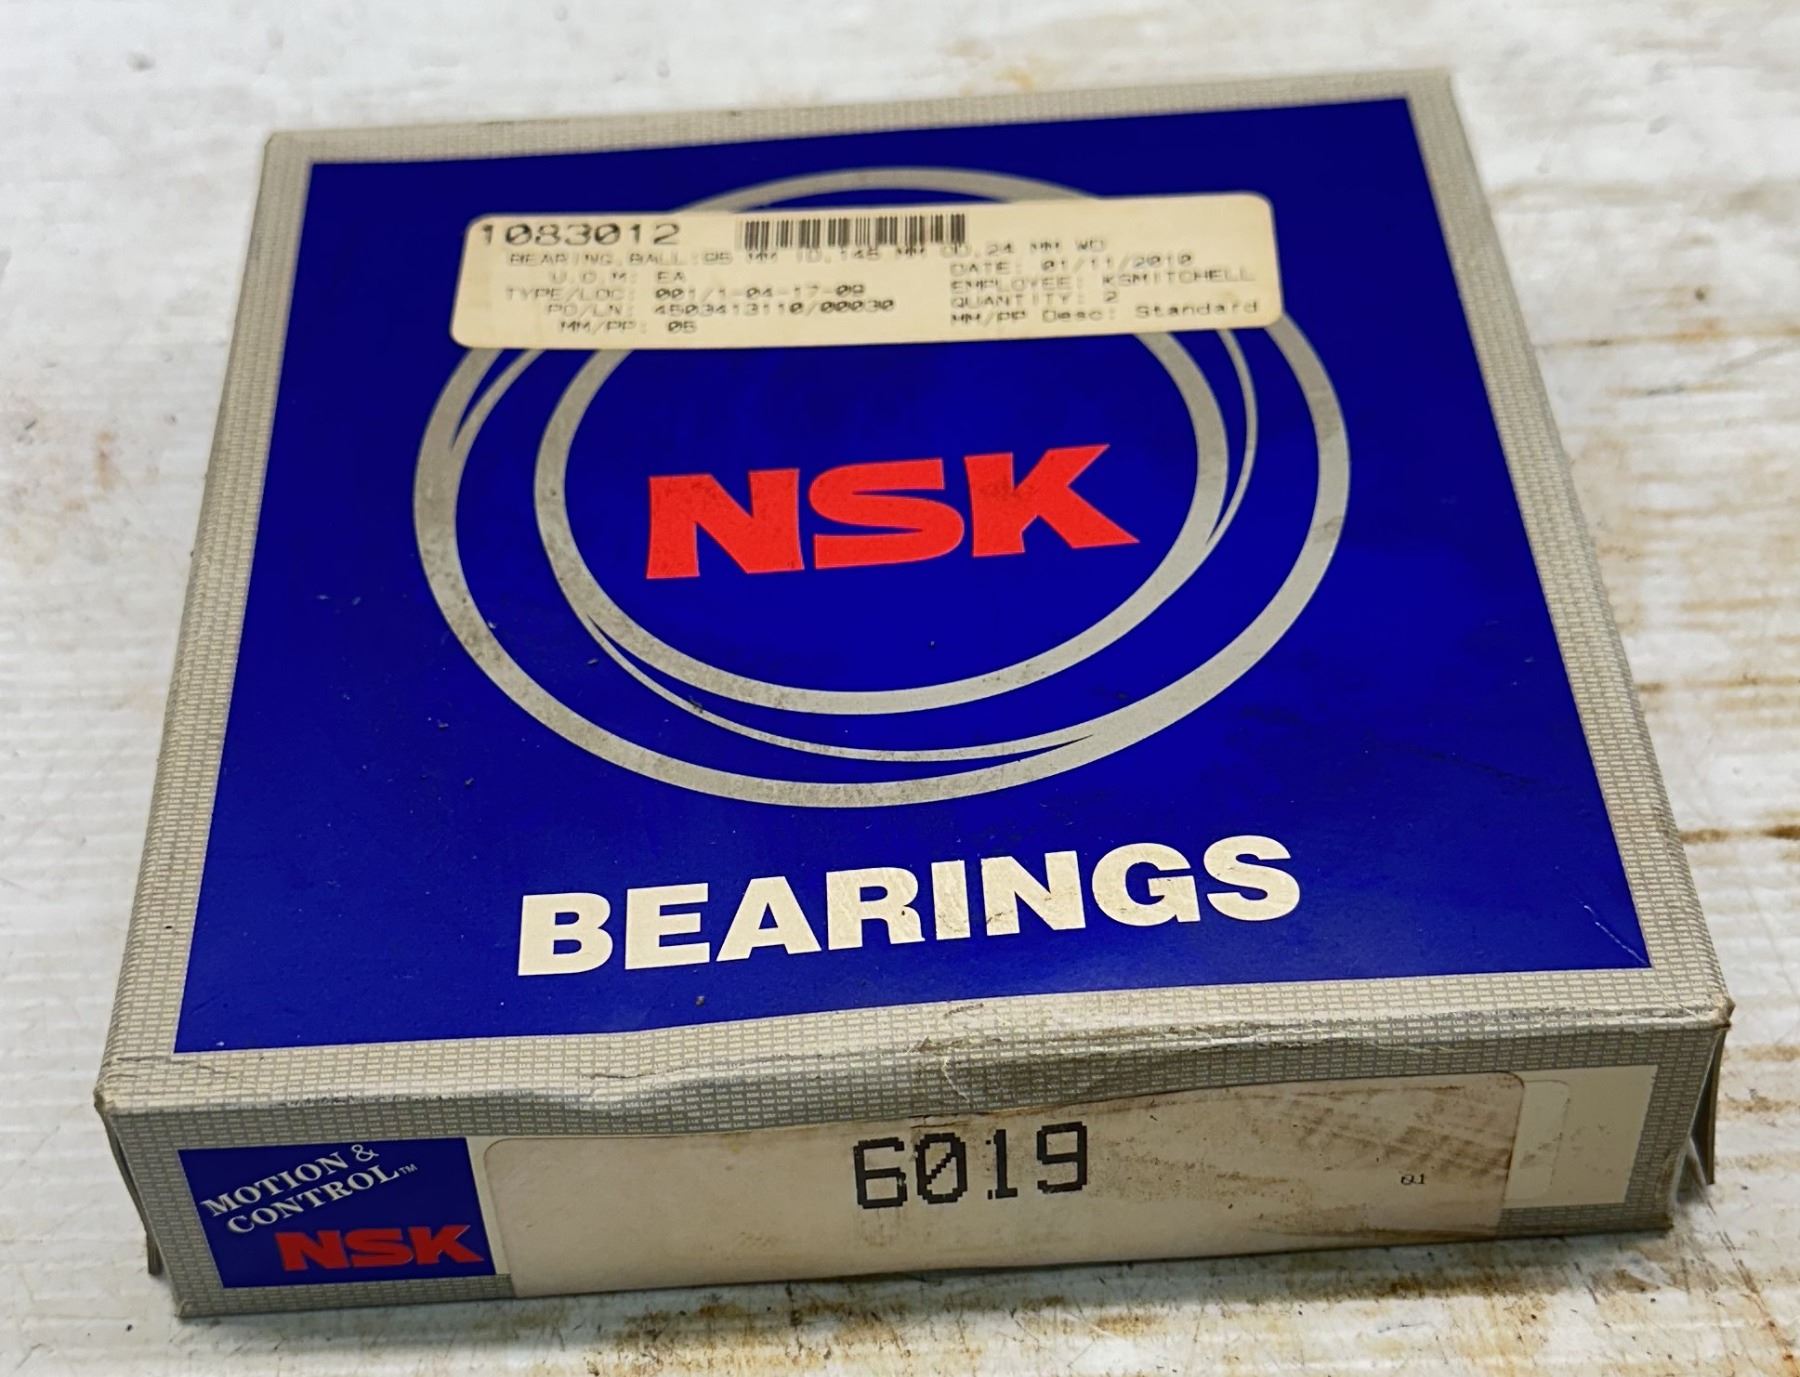 1083012
BEARING,BALL:95 MM ID,145 MM OD,24 MM WD
U.O.M: EA
TYPE/LOC: 001/1-04-17-09
PO/LN: 4503413110/00030
MM/PP: 05
DATE: 01/11/2010
EMPLOYEE: KSMITCHELL
QUANTITY: 2
MM/PP Desc: Standard
NSK
BEARINGS
MOTION &
CONTROL™
NSK
6019
01